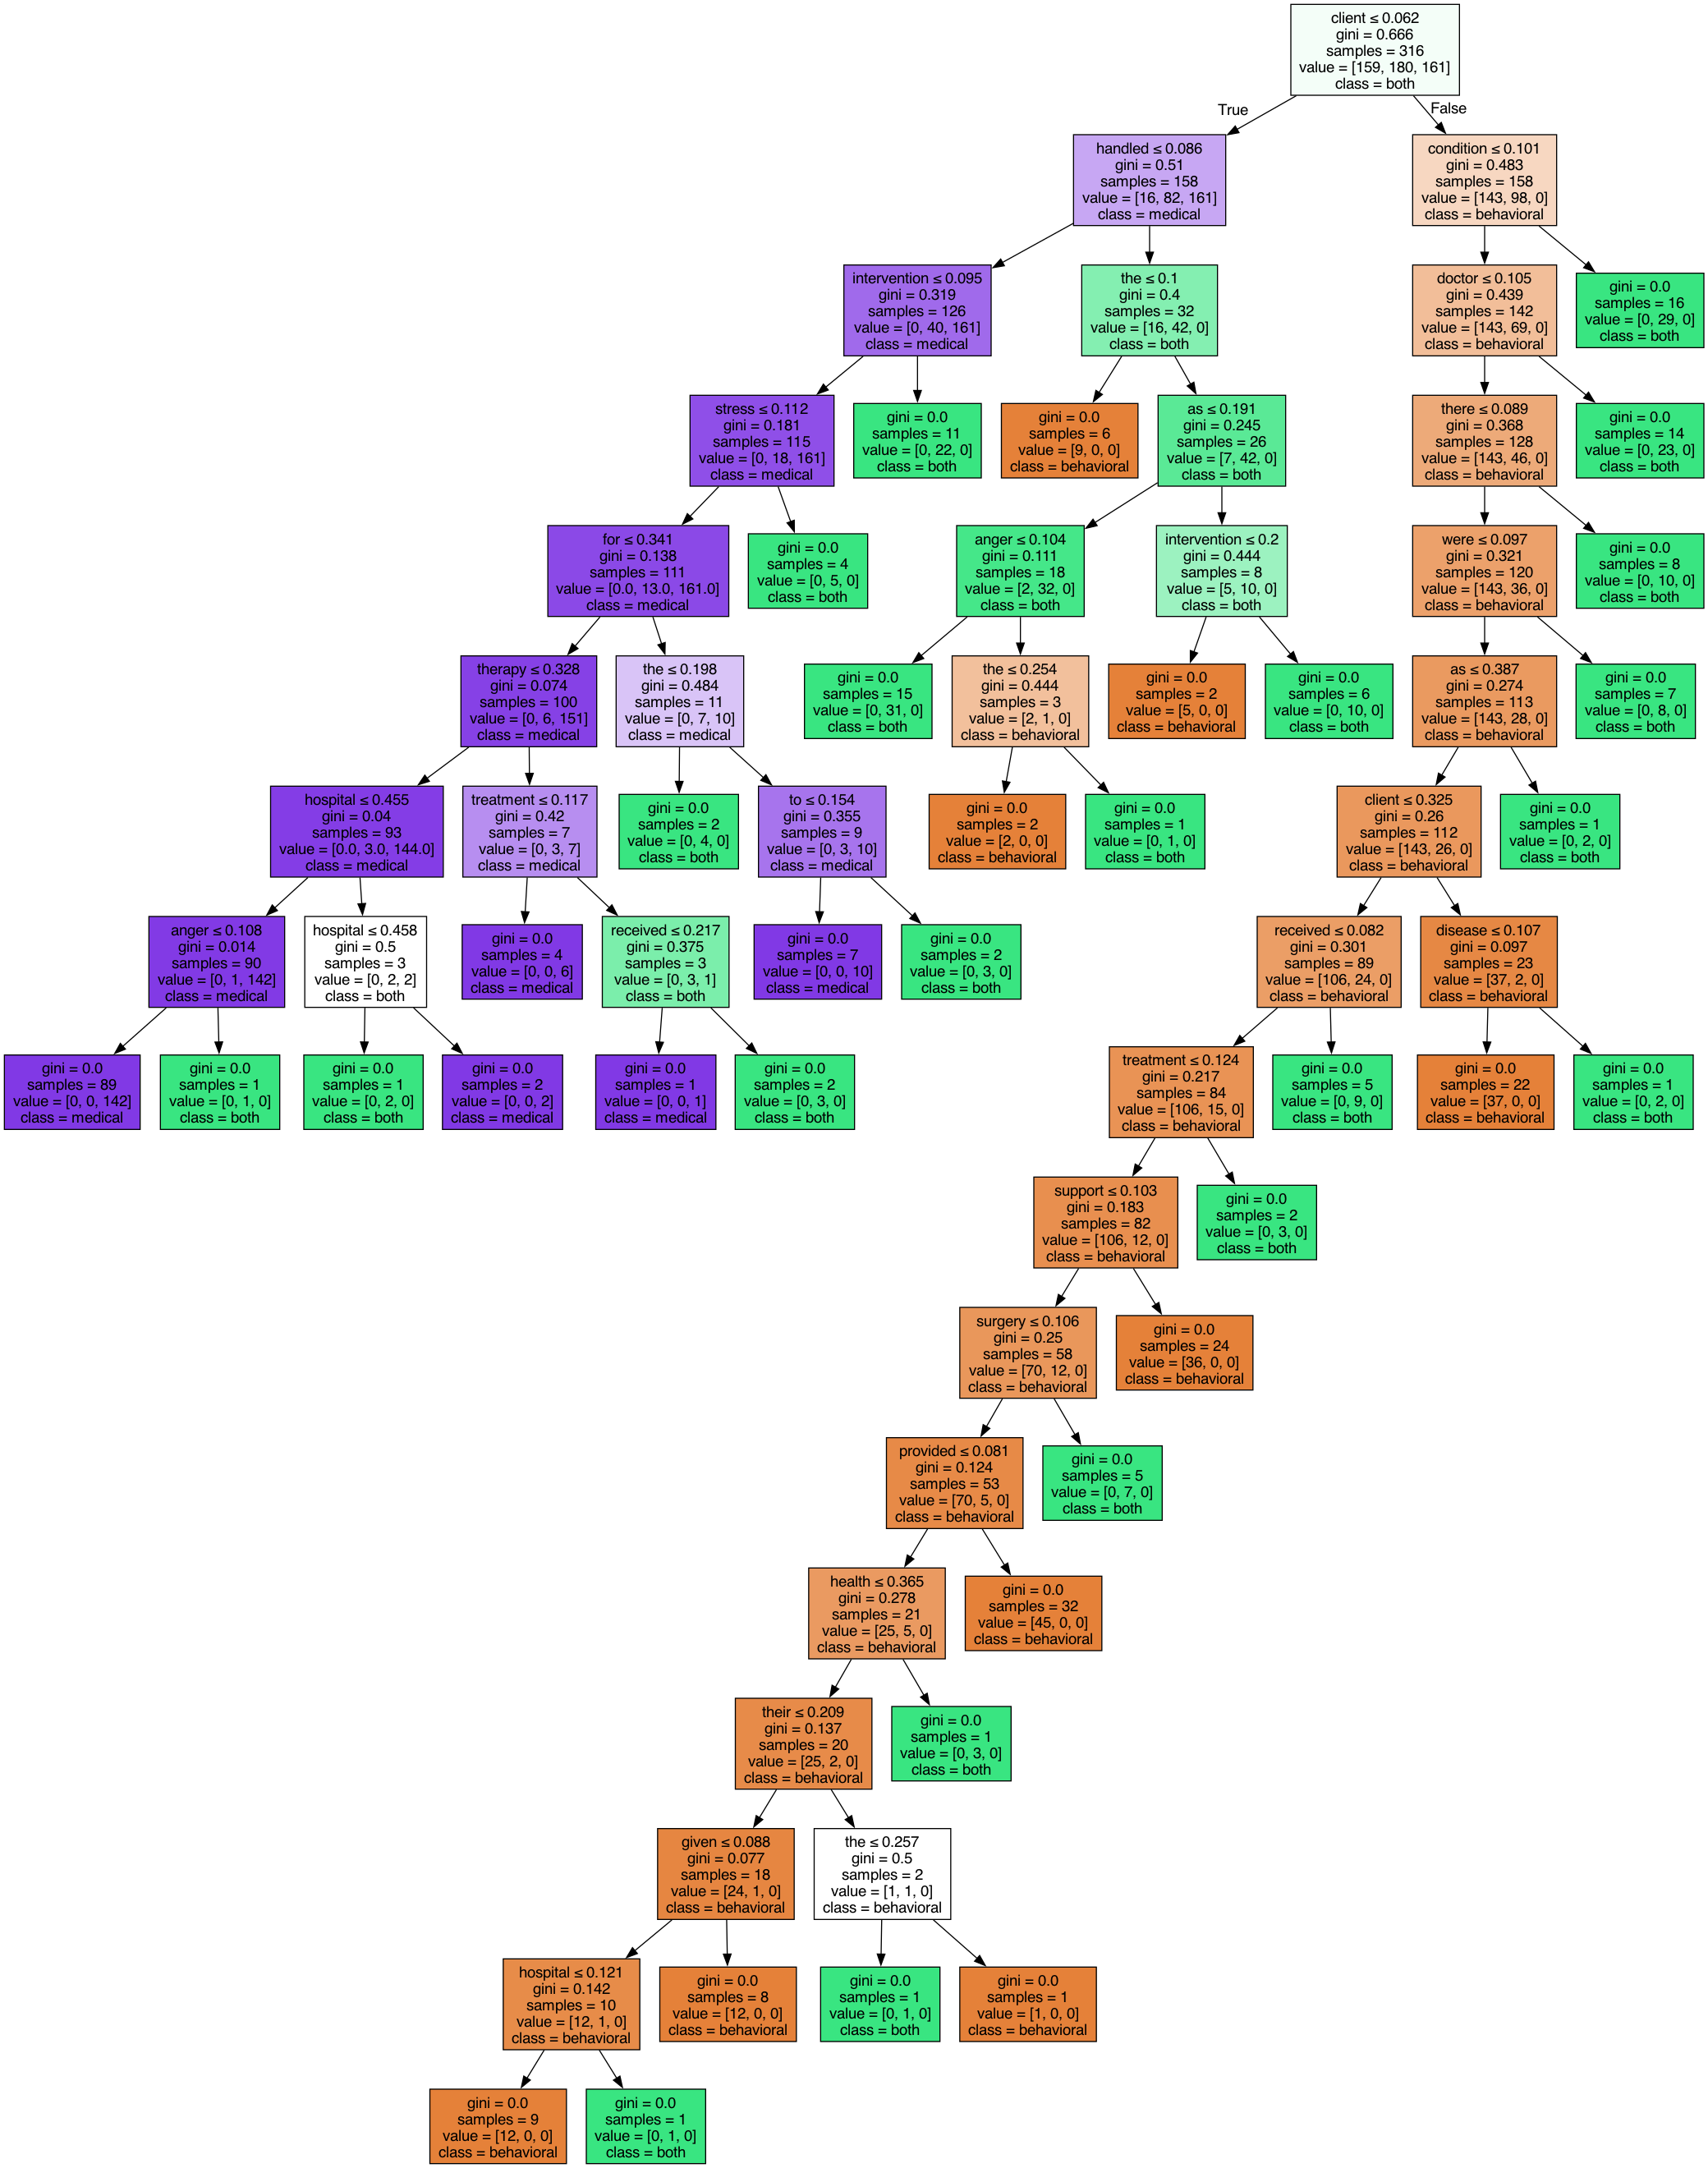 client ≤ 0.062
gini = 0.666
samples = 316
value = [159, 180, 161]
class = both
True
False
handled ≤ 0.086
gini = 0.51
samples = 158
value = [16, 82, 161]
class = medical
condition ≤ 0.101
gini = 0.483
samples = 158
value = [143, 98, 0]
class = behavioral
intervention ≤ 0.095
gini = 0.319
samples = 126
value = [0, 40, 161]
class = medical
the ≤ 0.1
gini = 0.4
samples = 32
value = [16, 42, 0]
class = both
doctor ≤ 0.105
gini = 0.439
samples = 142
value = [143, 69, 0]
class = behavioral
gini = 0.0
samples = 16
value = [0, 29, 0]
class = both
stress ≤ 0.112
gini = 0.181
samples = 115
value = [0, 18, 161]
class = medical
gini = 0.0
samples = 11
value = [0, 22, 0]
class = both
gini = 0.0
samples = 6
value = [9, 0, 0]
class = behavioral
as ≤ 0.191
gini = 0.245
samples = 26
value = [7, 42, 0]
class = both
there ≤ 0.089
gini = 0.368
samples = 128
value = [143, 46, 0]
class = behavioral
gini = 0.0
samples = 14
value = [0, 23, 0]
class = both
for ≤ 0.341
gini = 0.138
samples = 111
value = [0.0, 13.0, 161.0]
class = medical
gini = 0.0
samples = 4
value = [0, 5, 0]
class = both
anger ≤ 0.104
gini = 0.111
samples = 18
value = [2, 32, 0]
class = both
intervention ≤ 0.2
gini = 0.444
samples = 8
value = [5, 10, 0]
class = both
were ≤ 0.097
gini = 0.321
samples = 120
value = [143, 36, 0]
class = behavioral
gini = 0.0
samples = 8
value = [0, 10, 0]
class = both
therapy ≤ 0.328
gini = 0.074
samples = 100
value = [0, 6, 151]
class = medical
the ≤ 0.198
gini = 0.484
samples = 11
value = [0, 7, 10]
class = medical
gini = 0.0
samples = 15
value = [0, 31, 0]
class = both
the ≤ 0.254
gini = 0.444
samples = 3
value = [2, 1, 0]
class = behavioral
gini = 0.0
samples = 2
value = [5, 0, 0]
class = behavioral
gini = 0.0
samples = 6
value = [0, 10, 0]
class = both
as ≤ 0.387
gini = 0.274
samples = 113
value = [143, 28, 0]
class = behavioral
gini = 0.0
samples = 7
value = [0, 8, 0]
class = both
hospital ≤ 0.455
gini = 0.04
samples = 93
value = [0.0, 3.0, 144.0]
class = medical
treatment ≤ 0.117
gini = 0.42
samples = 7
value = [0, 3, 7]
class = medical
gini = 0.0
samples = 2
value = [0, 4, 0]
class = both
to ≤ 0.154
gini = 0.355
samples = 9
value = [0, 3, 10]
class = medical
gini = 0.0
samples = 2
value = [2, 0, 0]
class = behavioral
gini = 0.0
samples = 1
value = [0, 1, 0]
class = both
client ≤ 0.325
gini = 0.26
samples = 112
value = [143, 26, 0]
class = behavioral
gini = 0.0
samples = 1
value = [0, 2, 0]
class = both
anger ≤ 0.108
gini = 0.014
samples = 90
value = [0, 1, 142]
class = medical
hospital ≤ 0.458
gini = 0.5
samples = 3
value = [0, 2, 2]
class = both
gini = 0.0
samples = 4
value = [0, 0, 6]
class = medical
received ≤ 0.217
gini = 0.375
samples = 3
value = [0, 3, 1]
class = both
gini = 0.0
samples = 7
value = [0, 0, 10]
class = medical
gini = 0.0
samples = 2
value = [0, 3, 0]
class = both
received ≤ 0.082
gini = 0.301
samples = 89
value = [106, 24, 0]
class = behavioral
disease ≤ 0.107
gini = 0.097
samples = 23
value = [37, 2, 0]
class = behavioral
gini = 0.0
samples = 89
value = [0, 0, 142]
class = medical
gini = 0.0
samples = 1
value = [0, 1, 0]
class = both
gini = 0.0
samples = 1
value = [0, 2, 0]
class = both
gini = 0.0
samples = 2
value = [0, 0, 2]
class = medical
gini = 0.0
samples = 1
value = [0, 0, 1]
class = medical
gini = 0.0
samples = 2
value = [0, 3, 0]
class = both
treatment ≤ 0.124
gini = 0.217
samples = 84
value = [106, 15, 0]
class = behavioral
gini = 0.0
samples = 5
value = [0, 9, 0]
class = both
gini = 0.0
samples = 22
value = [37, 0, 0]
class = behavioral
gini = 0.0
samples = 1
value = [0, 2, 0]
class = both
support ≤ 0.103
gini = 0.183
samples = 82
value = [106, 12, 0]
class = behavioral
gini = 0.0
samples = 2
value = [0, 3, 0]
class = both
surgery ≤ 0.106
gini = 0.25
samples = 58
value = [70, 12, 0]
class = behavioral
gini = 0.0
samples = 24
value = [36, 0, 0]
class = behavioral
provided ≤ 0.081
gini = 0.124
samples = 53
value = [70, 5, 0]
class = behavioral
gini = 0.0
samples = 5
value = [0, 7, 0]
class = both
health ≤ 0.365
gini = 0.278
samples = 21
value = [25, 5, 0]
class = behavioral
gini = 0.0
samples = 32
value = [45, 0, 0]
class = behavioral
their ≤ 0.209
gini = 0.137
samples = 20
value = [25, 2, 0]
class = behavioral
gini = 0.0
samples = 1
value = [0, 3, 0]
class = both
given ≤ 0.088
gini = 0.077
samples = 18
value = [24, 1, 0]
class = behavioral
the ≤ 0.257
gini = 0.5
samples = 2
value = [1, 1, 0]
class = behavioral
hospital ≤ 0.121
gini = 0.142
samples = 10
value = [12, 1, 0]
class = behavioral
gini = 0.0
samples = 8
value = [12, 0, 0]
class = behavioral
gini = 0.0
samples = 1
value = [0, 1, 0]
class = both
gini = 0.0
samples = 1
value = [1, 0, 0]
class = behavioral
gini = 0.0
samples = 9
value = [12, 0, 0]
class = behavioral
gini = 0.0
samples = 1
value = [0, 1, 0]
class = both